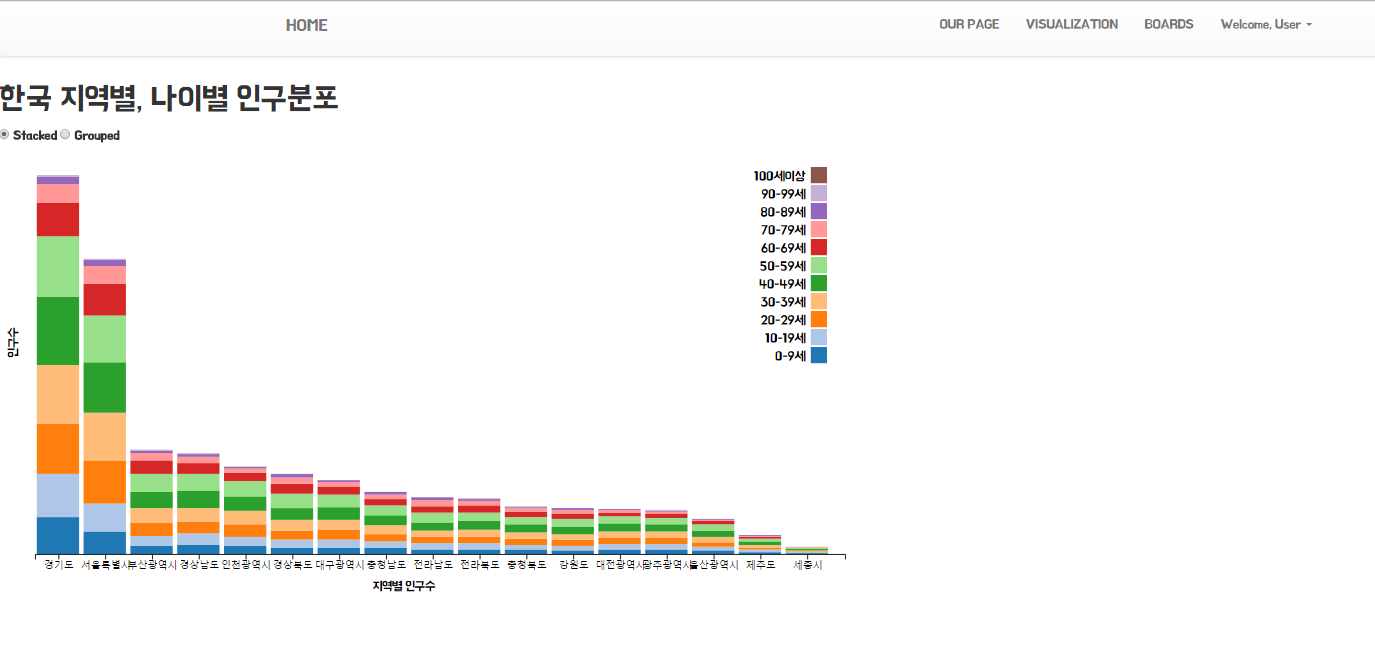 HOME OUR PAGE VISUALIZATION BOARDS Welcome, User
한국 지역별, 나이별 인구분포
Stacked Grouped
100세이상
90-99세
80-89세
70-79세
60-69세
50-59세
40-49세
30-39세
20-29세
10-19세
0-9세
인구수
경기도 서울특별시 부산광역시 경상남도 인천광역시 경상북도 대구광역시 충청남도 전라남도 전라북도 충청북도 강원도 대전광역시 광주광역시 울산광역시 제주도 세종시
지역별 인구수